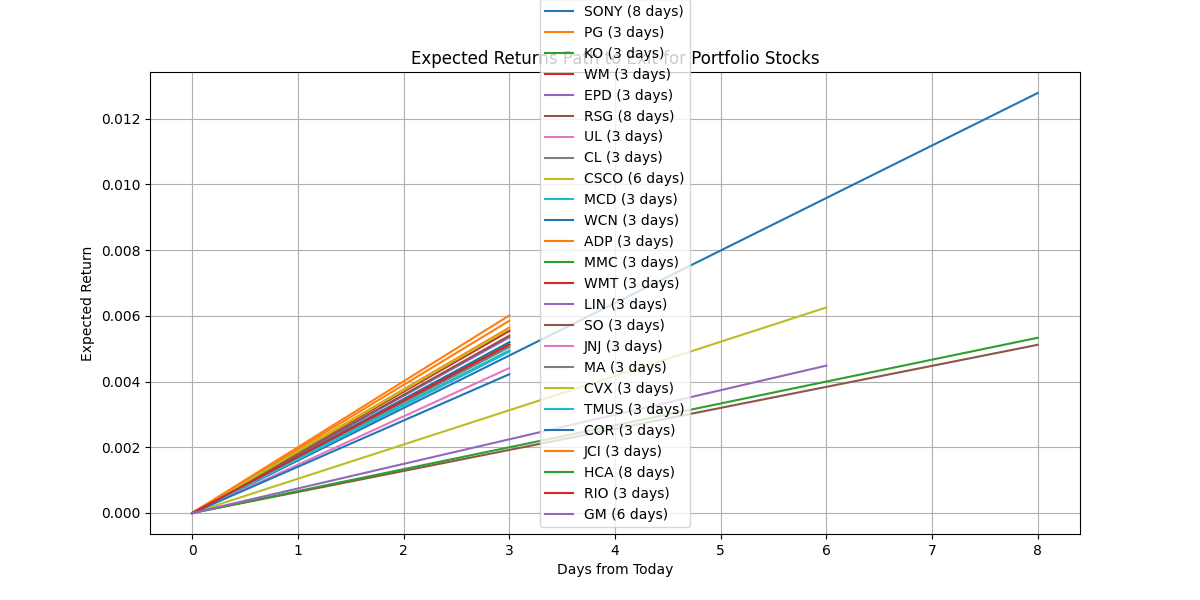 Expected Returns Path to Exit for Portfolio Stocks
SONY (8 days)
PG (3 days)
KO (3 days)
WM (3 days)
EPD (3 days)
RSG (8 days)
UL (3 days)
CL (3 days)
CSCO (6 days)
MCD (3 days)
WCN (3 days)
ADP (3 days)
MMC (3 days)
WMT (3 days)
LIN (3 days)
SO (3 days)
JNJ (3 days)
MA (3 days)
CVX (3 days)
TMUS (3 days)
COR (3 days)
JCI (3 days)
HCA (8 days)
RIO (3 days)
GM (6 days)
Expected Return
0.012
0.010
0.008
0.006
0.004
0.002
0.000
0 1 2 3 4 5 6 7 8
Days from Today